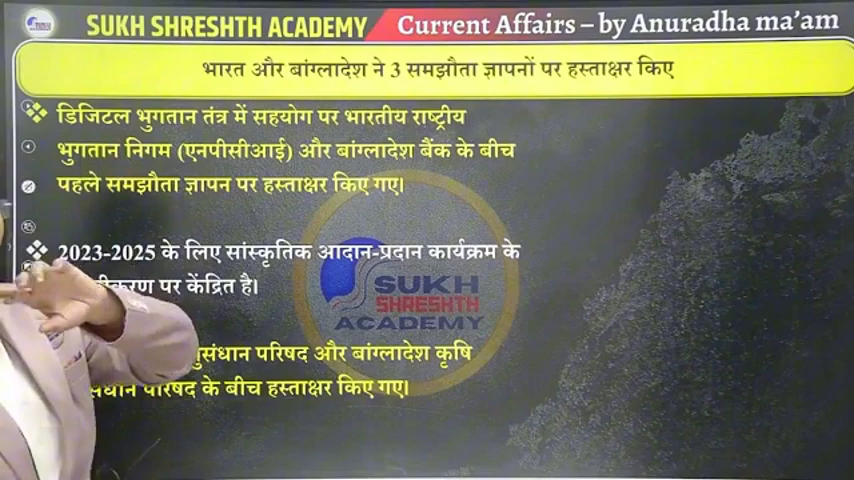 SUKH SHRESHTH ACADEMY
Current Affairs – by Anuradha ma'am
भारत और बांग्लादेश ने 3 समझौता ज्ञापनों पर हस्ताक्षर किए
डिजिटल भुगतान तंत्र में सहयोग पर भारतीय राष्ट्रीय
भुगतान निगम (एनपीसीआई) और बांग्लादेश बैंक के बीच
पहले समझौता ज्ञापन पर हस्ताक्षर किए गए।
2023-2025 के लिए सांस्कृतिक आदान-प्रदान कार्यक्रम के
पर केंद्रित है।
परिषद और बांग्लादेश कृषि
परिषद के बीच हस्ताक्षर किए गए।
SUKH
SHRESHTH
ACADEMY